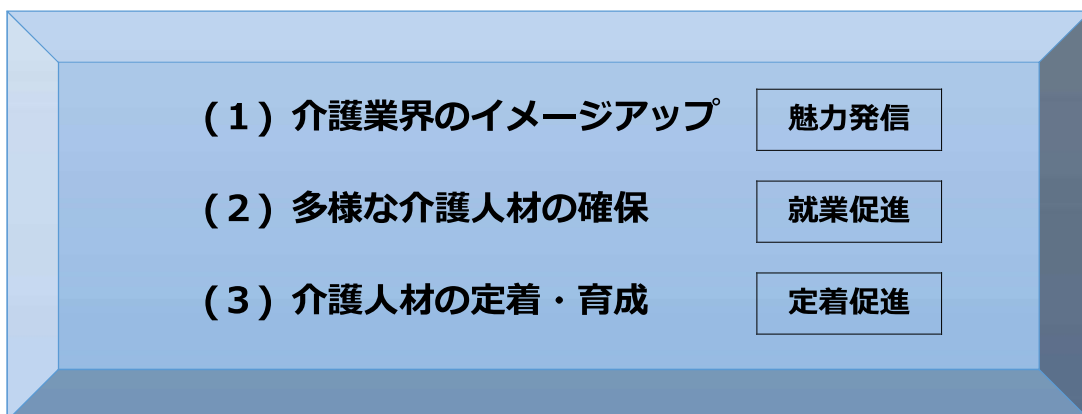 (１) 介護業界のイメージアップ 魅力発信
(２) 多様な介護人材の確保 就業促進
(３) 介護人材の定着・育成 定着促進